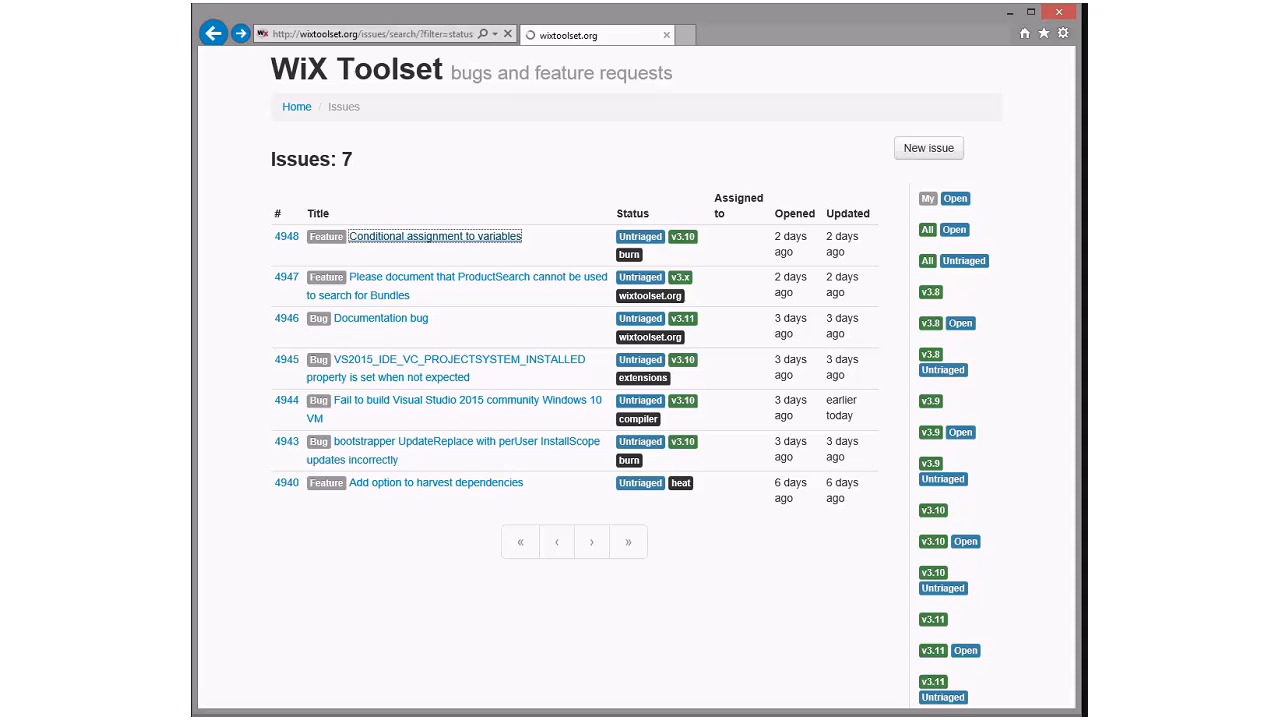 http://wixtoolset.org/issues/search/?filter=status
wixtoolset.org
WiX Toolset bugs and feature requests
Home / Issues
Issues: 7
New issue
# Title Status Assigned to Opened Updated
4948 Feature Conditional assignment to variables Untriaged v3.10 burn 2 days ago 2 days ago
4947 Feature Please document that ProductSearch cannot be used to search for Bundles Untriaged v3.x wixtoolset.org 2 days ago 2 days ago
4946 Bug Documentation bug Untriaged v3.11 wixtoolset.org 3 days ago 3 days ago
4945 Bug VS2015_IDE_VC_PROJECTSYSTEM_INSTALLED property is set when not expected Untriaged v3.10 extensions 3 days ago 3 days ago
4944 Bug Fail to build Visual Studio 2015 community Windows 10 VM Untriaged v3.10 compiler 3 days ago earlier today
4943 Bug bootstrapper UpdateReplace with perUser InstallScope updates incorrectly Untriaged v3.10 burn 3 days ago 3 days ago
4940 Feature Add option to harvest dependencies Untriaged heat 6 days ago 6 days ago
« ‹ › »
My Open
All Open
All Untriaged
v3.8
v3.8 Open
v3.8
Untriaged
v3.9
v3.9 Open
v3.9
Untriaged
v3.10
v3.10 Open
v3.10
Untriaged
v3.11
v3.11 Open
v3.11
Untriaged